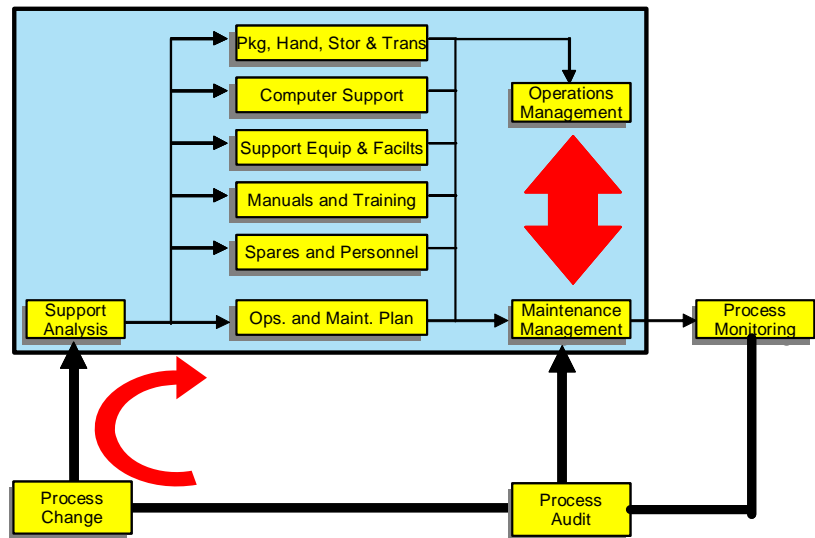 Pkg, Hand, Stor & Trans
Computer Support
Operations
Management
Support Equip & Facilts
Manuals and Training
Spares and Personnel
Support
Analysis
Ops. and Maint. Plan
Maintenance
Management
Process
Monitoring
Process
Change
Process
Audit